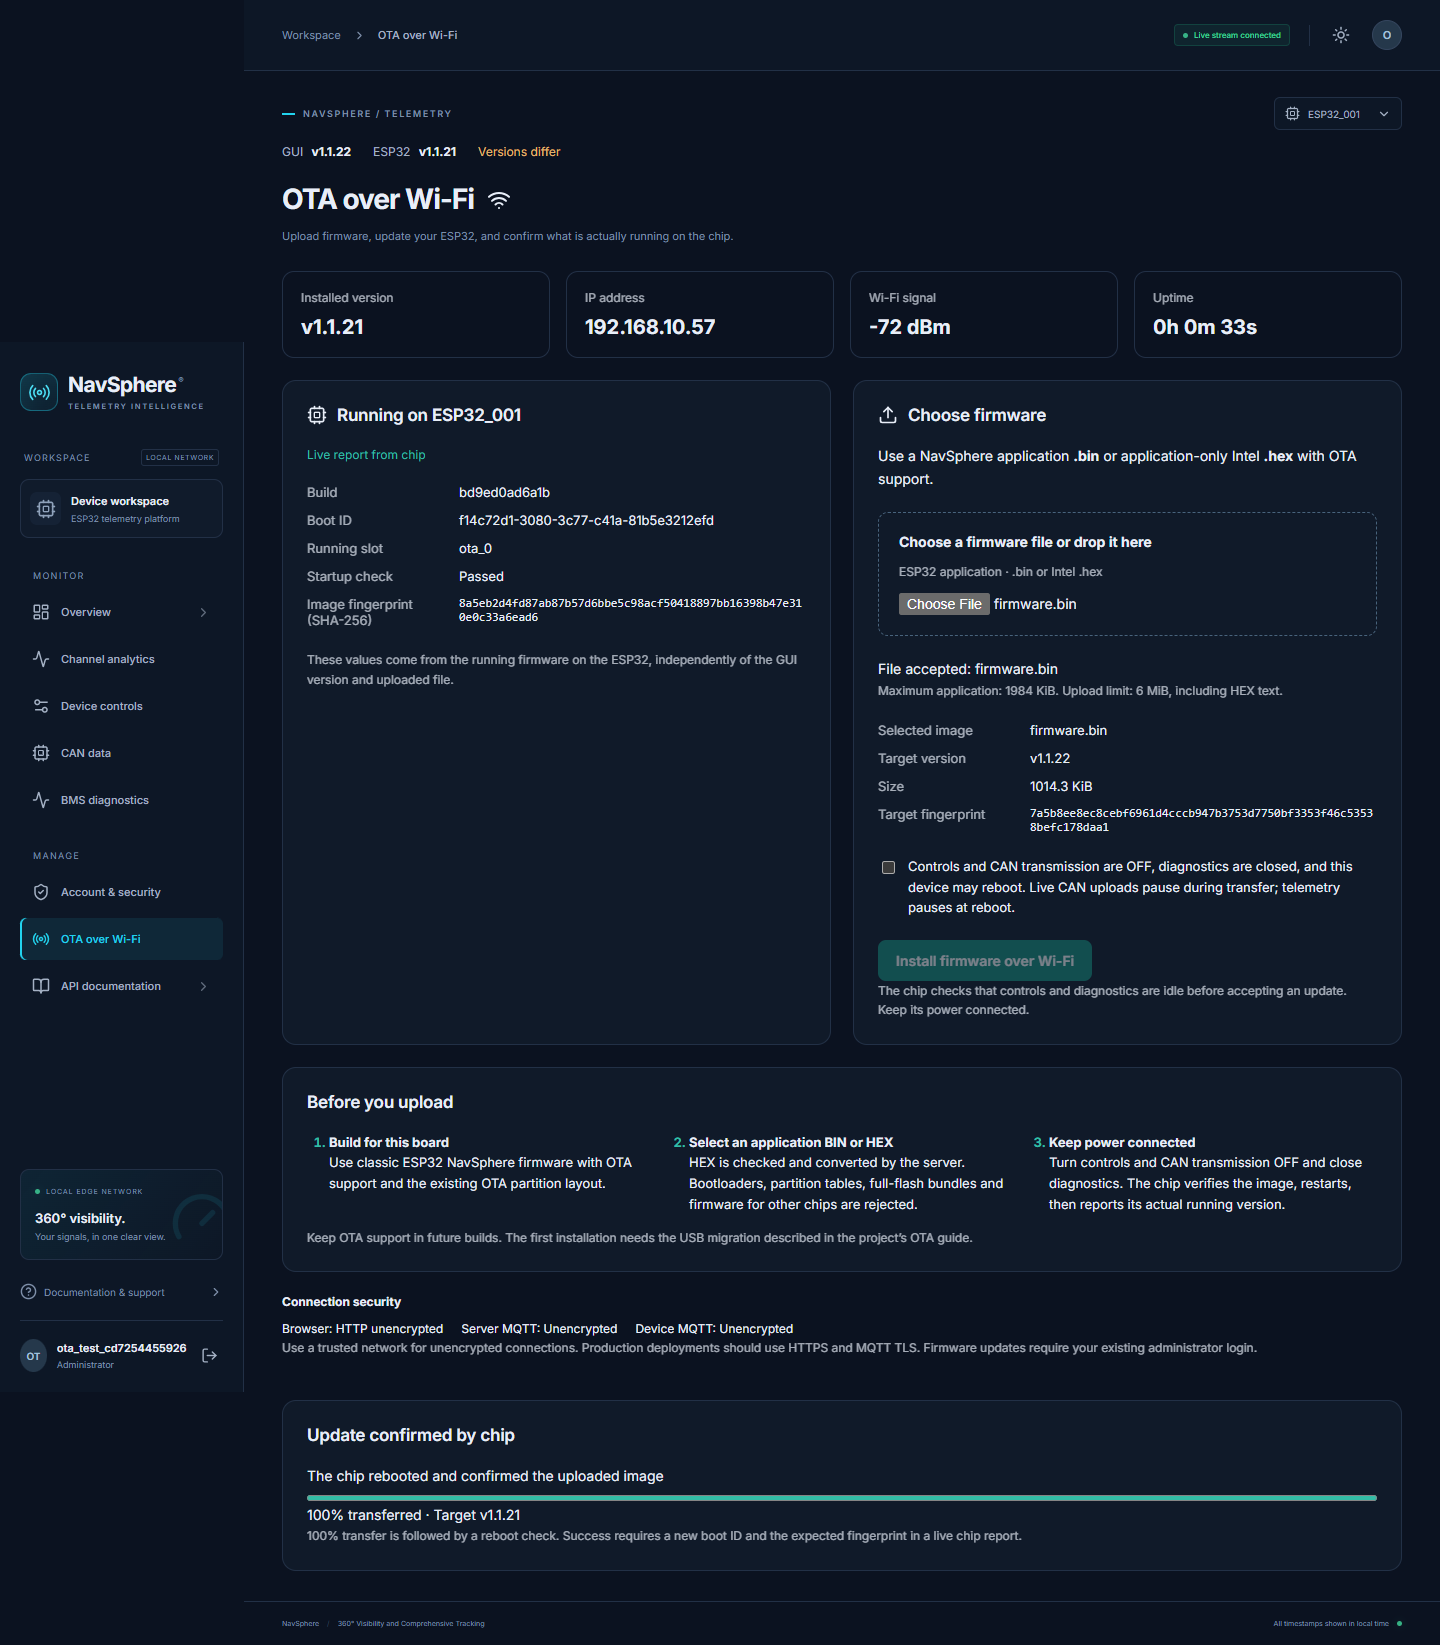 Workspace > OTA over Wi-Fi
Live stream connected
O
NAVSPHERE / TELEMETRY
ESP32_001
GUI v1.1.22 ESP32 v1.1.21 Versions differ
OTA over Wi-Fi
Upload firmware, update your ESP32, and confirm what is actually running on the chip.
Installed version
v1.1.21
IP address
192.168.10.57
Wi-Fi signal
-72 dBm
Uptime
0h 0m 33s
NavSphere®
TELEMETRY INTELLIGENCE
WORKSPACE
LOCAL NETWORK
Device workspace
ESP32 telemetry platform
MONITOR
Overview
Channel analytics
Device controls
CAN data
BMS diagnostics
MANAGE
Account & security
OTA over Wi-Fi
API documentation
LOCAL EDGE NETWORK
360° visibility.
Your signals, in one clear view.
Documentation & support
OT
ota_test_cd7254455926
Administrator
Running on ESP32_001
Live report from chip
Build bd9ed0ad6a1b
Boot ID f14c72d1-3080-3c77-c41a-81b5e3212efd
Running slot ota_0
Startup check Passed
Image fingerprint 8a5eb2d4fd87ab87b57d6bbe5c98acf50418897bb16398b47e31
(SHA-256) 0e0c33a6ead6
These values come from the running firmware on the ESP32, independently of the GUI
version and uploaded file.
Choose firmware
Use a NavSphere application .bin or application-only Intel .hex with OTA
support.
Choose a firmware file or drop it here
ESP32 application · .bin or Intel .hex
Choose File firmware.bin
File accepted: firmware.bin
Maximum application: 1984 KiB. Upload limit: 6 MiB, including HEX text.
Selected image firmware.bin
Target version v1.1.22
Size 1014.3 KiB
Target fingerprint 7a5b8ee8ec8cebf6961d4cccb947b3753d7750bf3353f46c5353
8befc178daa1
Controls and CAN transmission are OFF, diagnostics are closed, and this
device may reboot. Live CAN uploads pause during transfer; telemetry
pauses at reboot.
Install firmware over Wi-Fi
The chip checks that controls and diagnostics are idle before accepting an update.
Keep its power connected.
Before you upload
1. Build for this board
Use classic ESP32 NavSphere firmware with OTA
support and the existing OTA partition layout.
2. Select an application BIN or HEX
HEX is checked and converted by the server.
Bootloaders, partition tables, full-flash bundles and
firmware for other chips are rejected.
3. Keep power connected
Turn controls and CAN transmission OFF and close
diagnostics. The chip verifies the image, restarts,
then reports its actual running version.
Keep OTA support in future builds. The first installation needs the USB migration described in the project's OTA guide.
Connection security
Browser: HTTP unencrypted Server MQTT: Unencrypted Device MQTT: Unencrypted
Use a trusted network for unencrypted connections. Production deployments should use HTTPS and MQTT TLS. Firmware updates require your existing administrator login.
Update confirmed by chip
The chip rebooted and confirmed the uploaded image
100% transferred · Target v1.1.21
100% transfer is followed by a reboot check. Success requires a new boot ID and the expected fingerprint in a live chip report.
NavSphere / 360° Visibility and Comprehensive Tracking
All timestamps shown in local time